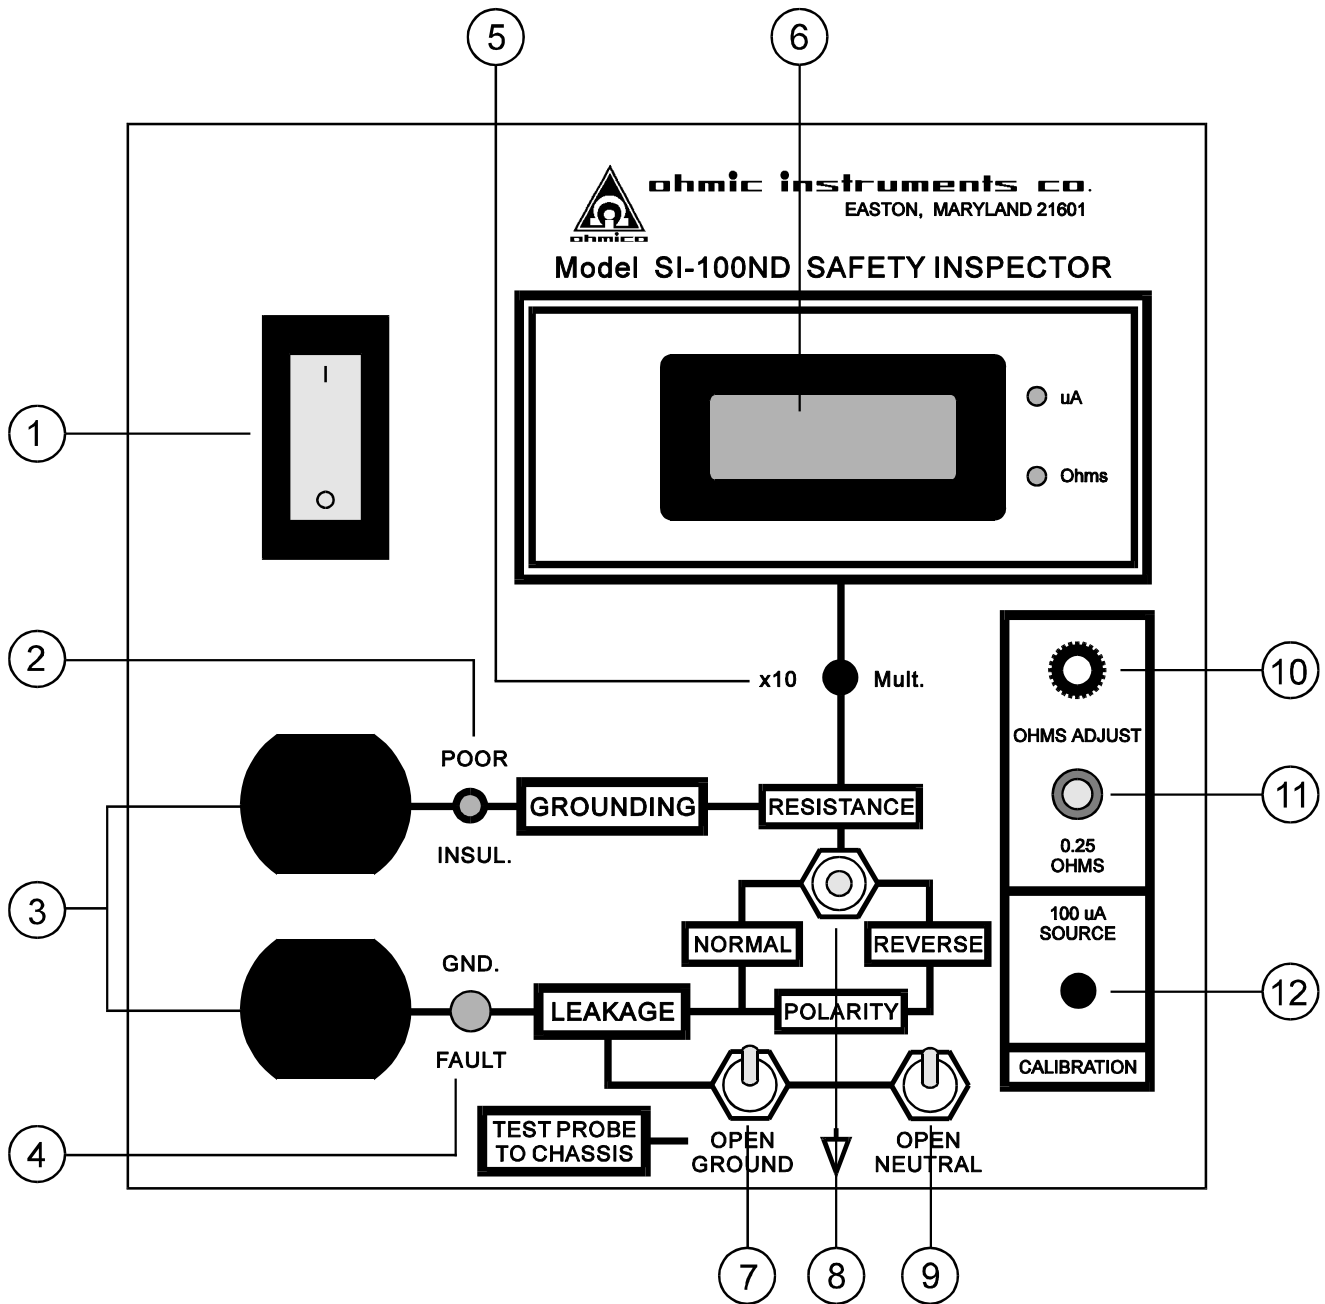 5
6
ohmic instruments co.
EASTON, MARYLAND 21601
ohmico
Model SI-100ND SAFETY INSPECTOR
I
O
uA
Ohms
1
2
x10
Mult.
10
POOR
OHMS ADJUST
GROUNDING
RESISTANCE
11
INSUL.
0.25
OHMS
3
100 uA
SOURCE
NORMAL
REVERSE
GND.
12
LEAKAGE
POLARITY
FAULT
CALIBRATION
4
TEST PROBE
TO CHASSIS
OPEN
GROUND
OPEN
NEUTRAL
7
8
9